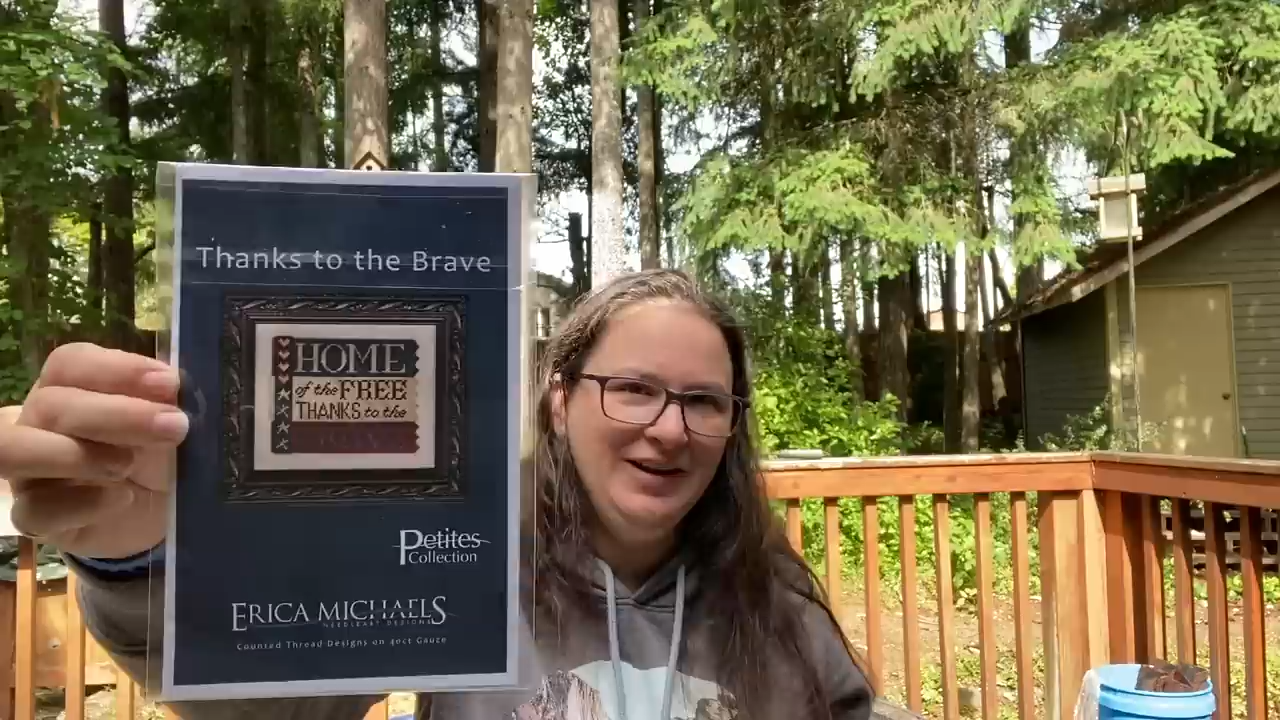 Thanks to the Brave
HOME
of the FREE
THANKS to the
Petites
Collection
ERICA MICHAELS
NEEDLEART DESIGNS
Counted Thread Designs on 40ct Gauze